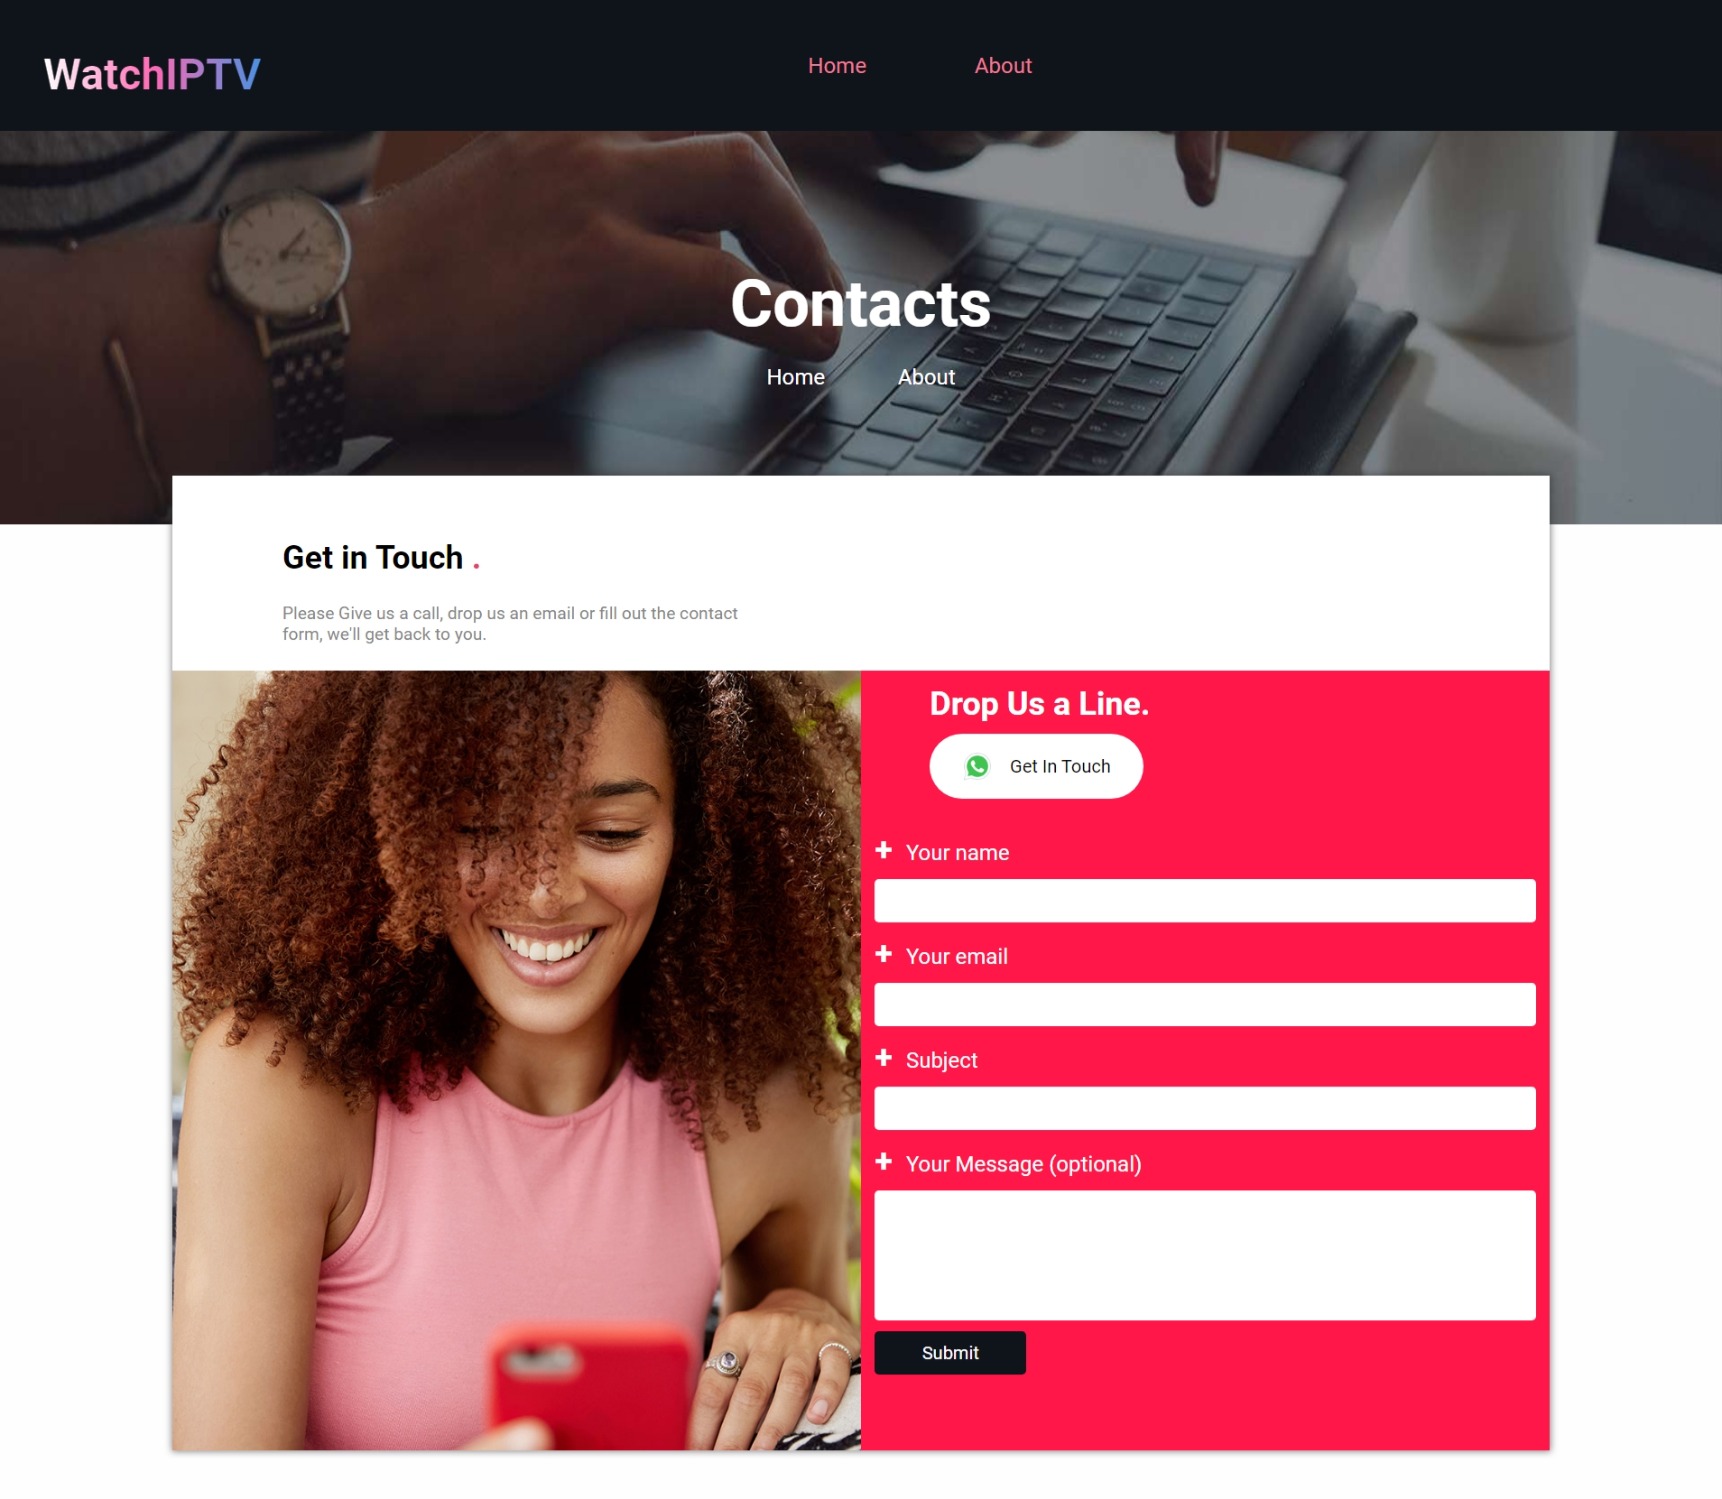 WatchIPTV
Home
About
Contacts
Home
About
Get in Touch .
Please Give us a call, drop us an email or fill out the contact
form, we'll get back to you.
Drop Us a Line.
Get In Touch
Your name
Your email
Subject
Your Message (optional)
Submit